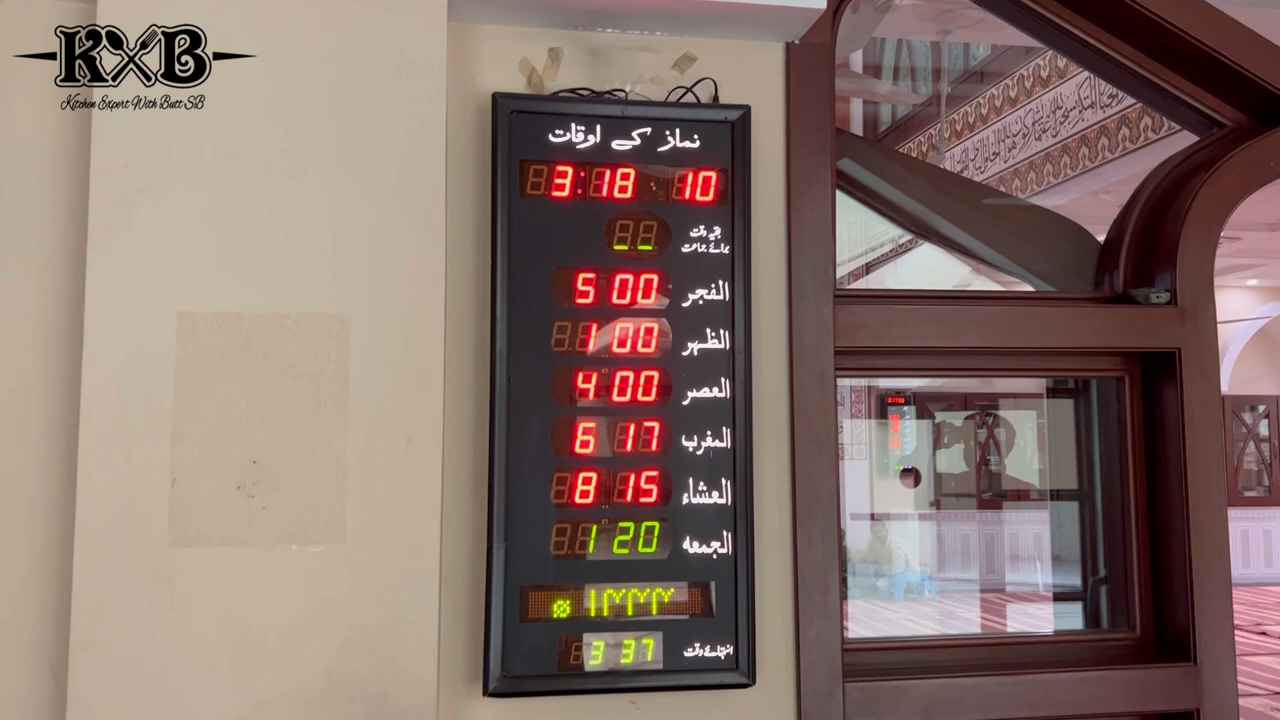 KXB
Kitchen Expert With Butt SB
نماز کے اوقات
3:18 10
بقیہ وقت
برائے جماعت
الفجر 5 00
الظہر 1 00
العصر 4 00
المغرب 6 17
العشاء 8 15
الجمعه 1 20
انتہائے وقت 3 37